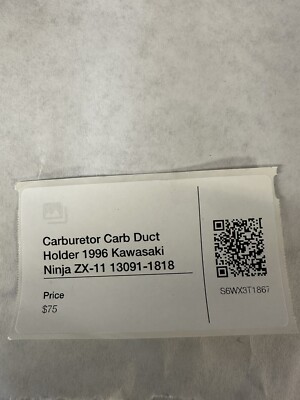 Carburetor Carb Duct
Holder 1996 Kawasaki
Ninja ZX-11 13091-1818
Price
$75
S6WX3T1867